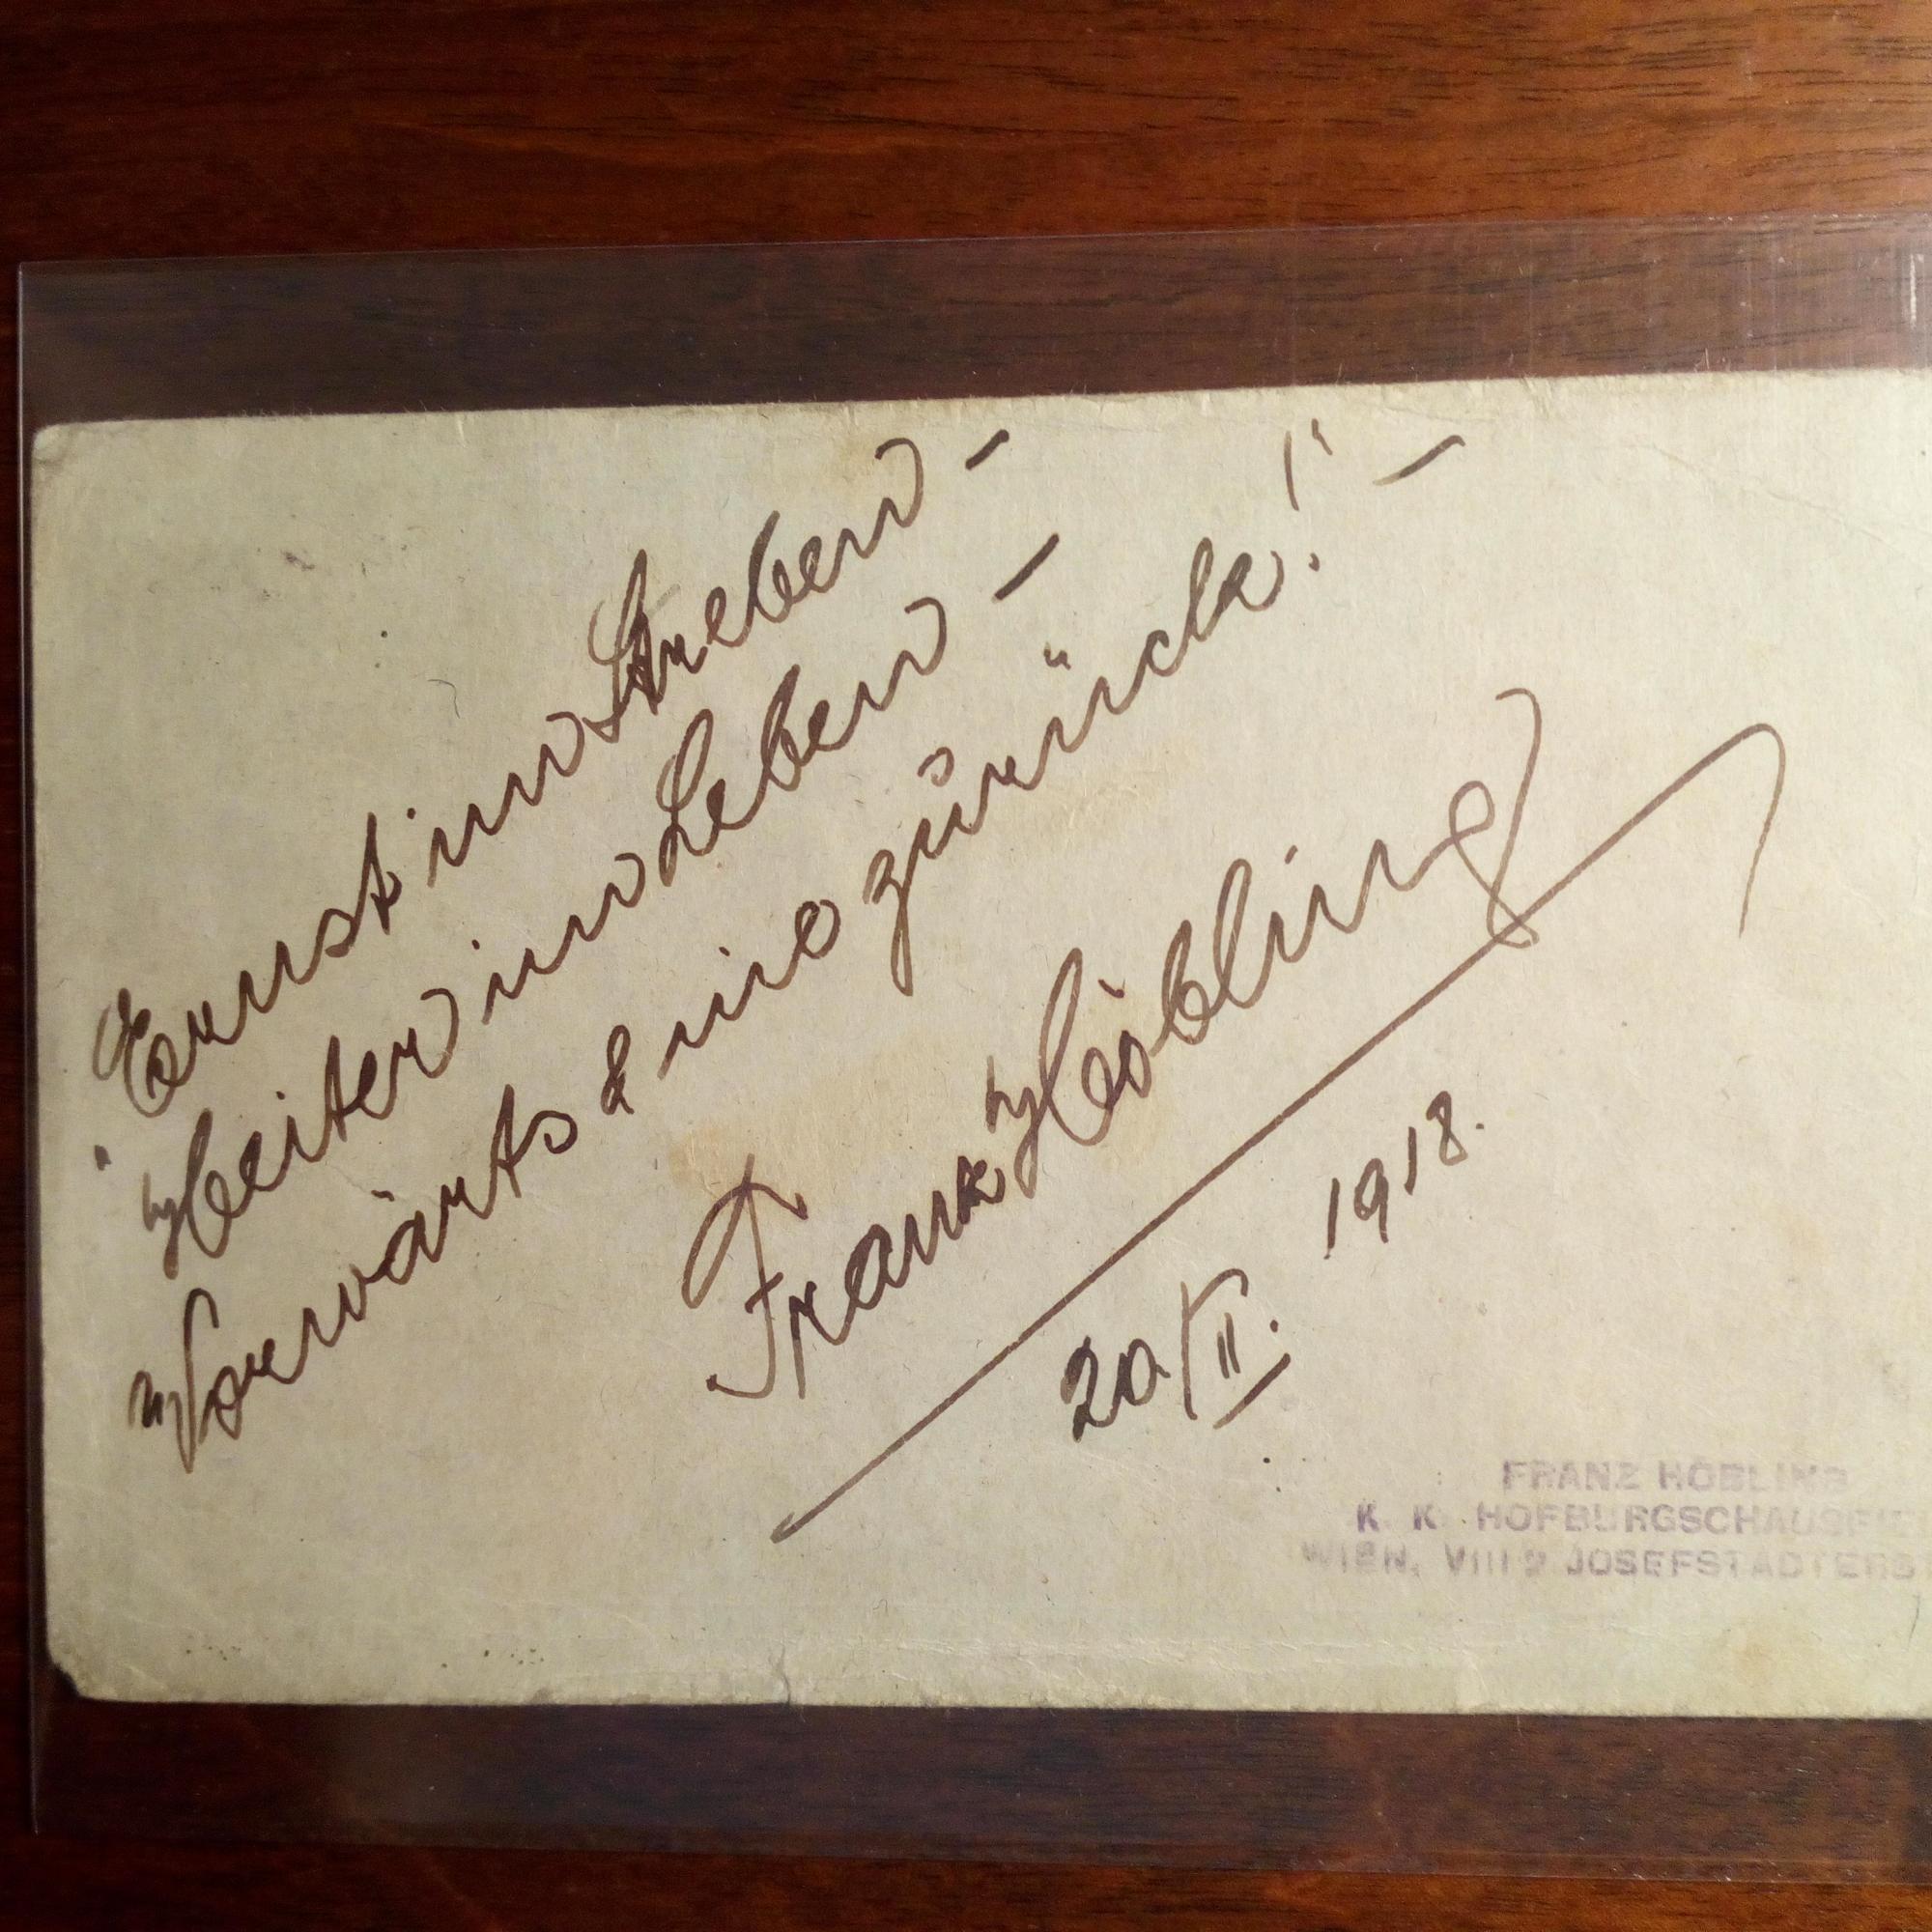 "Ernst im Streben –
Heiter im Leben –
Vorwärts & nie zurück!" –
Franz Höbling
20./II. 1918.
FRANZ HÖBLING
K. K. HOFBURGSCHAUSPIE
WIEN, VIII/2 JOSEFSTÄDTERS